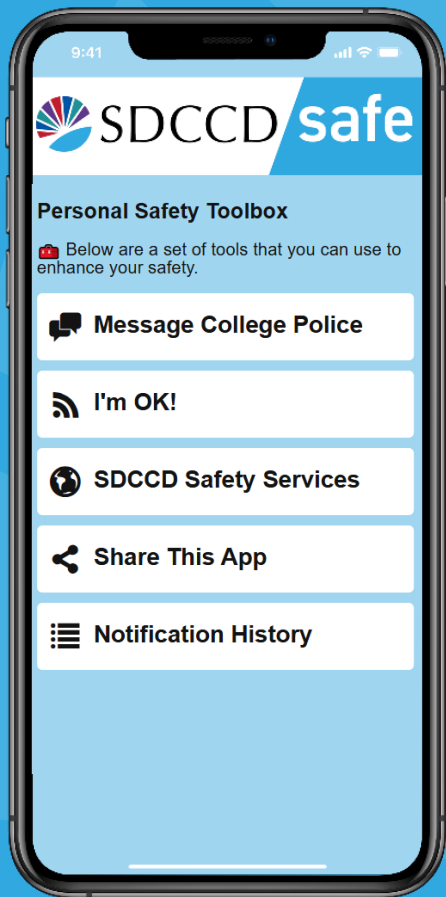 9:41
SDCCD safe
Personal Safety Toolbox
Below are a set of tools that you can use to
enhance your safety.
Message College Police
I'm OK!
SDCCD Safety Services
Share This App
Notification History